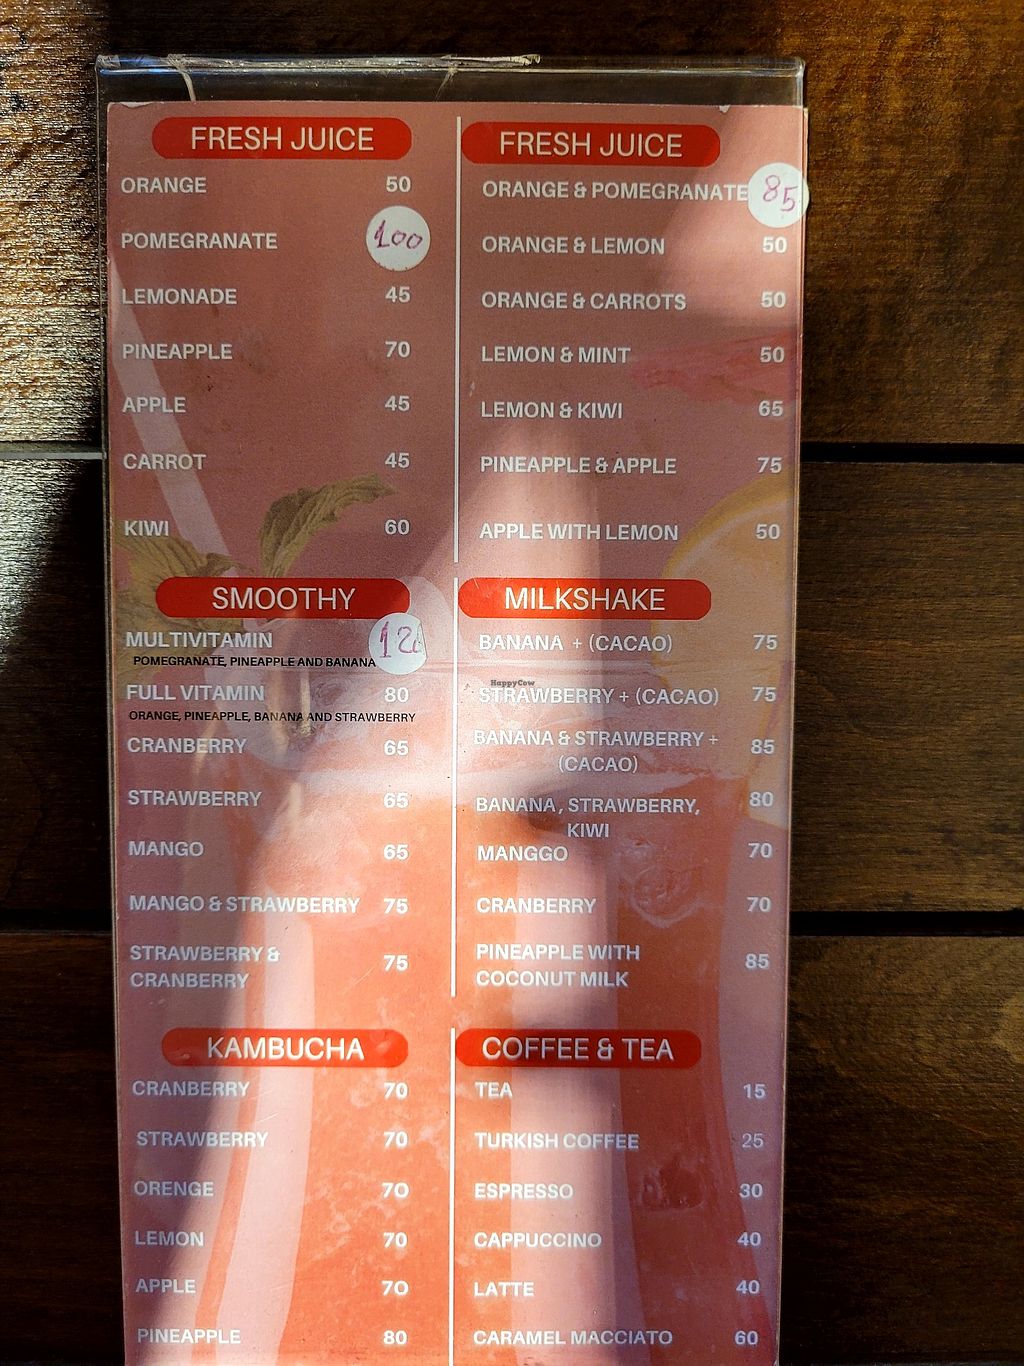 FRESH JUICE
ORANGE 50
POMEGRANATE 100
LEMONADE 45
PINEAPPLE 70
APPLE 45
CARROT 45
KIWI 60
FRESH JUICE
ORANGE & POMEGRANATE 85
ORANGE & LEMON 50
ORANGE & CARROTS 50
LEMON & MINT 50
LEMON & KIWI 65
PINEAPPLE & APPLE 75
APPLE WITH LEMON 50
SMOOTHY
MULTIVITAMIN
POMEGRANATE, PINEAPPLE AND BANANA
FULL VITAMIN 80
ORANGE, PINEAPPLE, BANANA AND STRAWBERRY
CRANBERRY 65
STRAWBERRY 65
MANGO 65
MANGO & STRAWBERRY 75
STRAWBERRY &
CRANBERRY 75
MILKSHAKE
BANANA + (CACAO) 75
HappyCow
STRAWBERRY + (CACAO) 75
BANANA & STRAWBERRY +
(CACAO) 85
BANANA, STRAWBERRY, 80
KIWI
MANGGO 70
CRANBERRY 70
PINEAPPLE WITH
COCONUT MILK 85
KAMBUCHA
CRANBERRY 70
STRAWBERRY 70
ORENGE 70
LEMON 70
APPLE 70
PINEAPPLE 80
COFFEE & TEA
TEA 15
TURKISH COFFEE 25
ESPRESSO 30
CAPPUCCINO 40
LATTE 40
CARAMEL MACCIATO 60